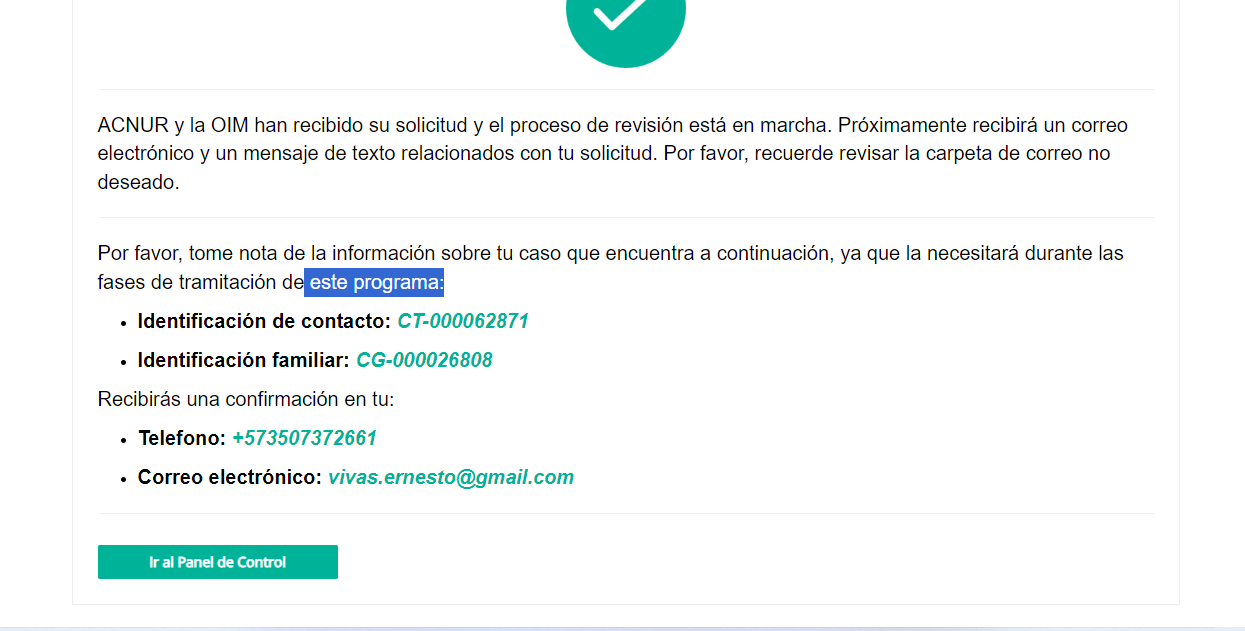 ACNUR y la OIM han recibido su solicitud y el proceso de revisión está en marcha. Próximamente recibirá un correo
electrónico y un mensaje de texto relacionados con tu solicitud. Por favor, recuerde revisar la carpeta de correo no
deseado.
Por favor, tome nota de la información sobre tu caso que encuentra a continuación, ya que la necesitará durante las
fases de tramitación de este programa:
• Identificación de contacto: CT-000062871
• Identificación familiar: CG-000026808
Recibirás una confirmación en tu:
• Telefono: +573507372661
• Correo electrónico: vivas.ernesto@gmail.com
Ir al Panel de Control